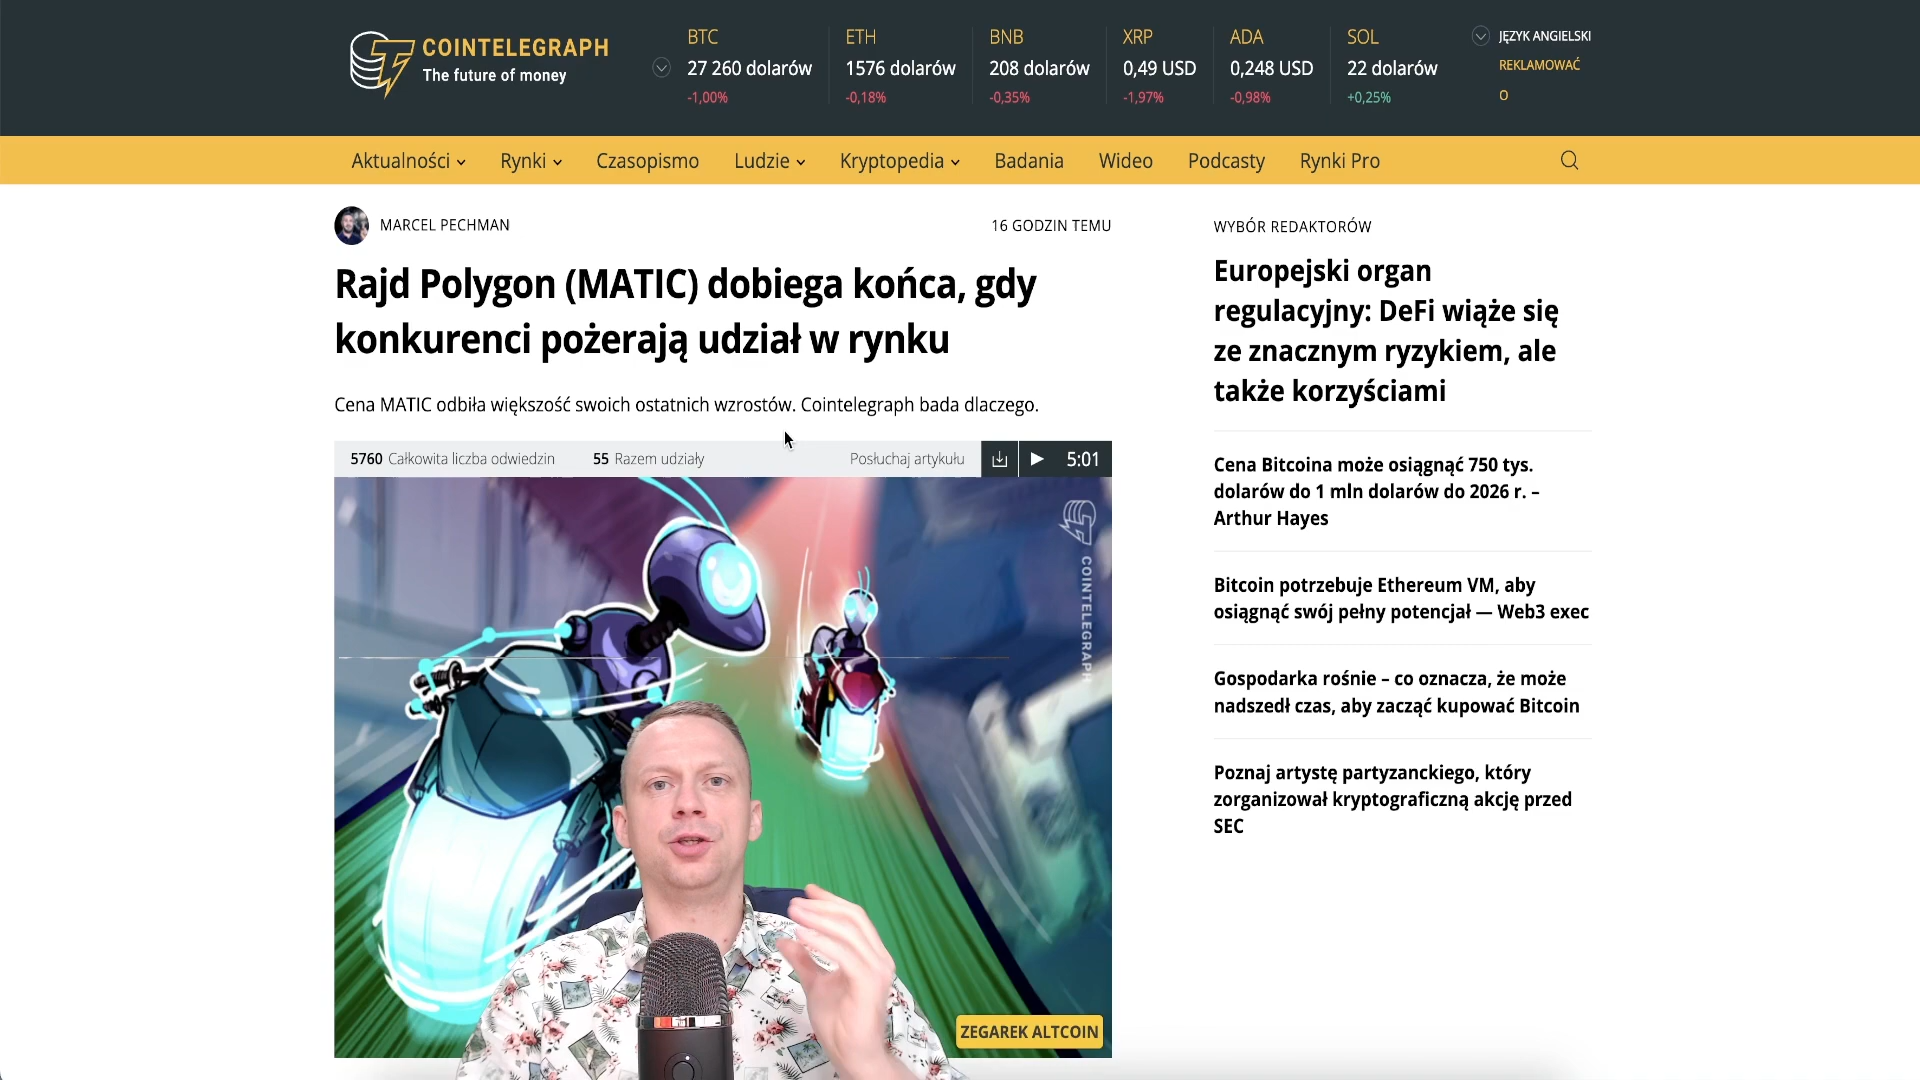 COINTELEGRAPH
The future of money
BTC
27 260 dolarów
-1,00%
ETH
1576 dolarów
-0,18%
BNB
208 dolarów
-0,35%
XRP
0,49 USD
-1,97%
ADA
0,248 USD
-0,98%
SOL
22 dolarów
+0,25%
JĘZYK ANGIELSKI
REKLAMOWAĆ
O
Aktualności Rynki Czasopismo Ludzie Kryptopedia Badania Wideo Podcasty Rynki Pro
MARCEL PECHMAN
16 GODZIN TEMU
Rajd Polygon (MATIC) dobiega końca, gdy
konkurenci pożerają udział w rynku
Cena MATIC odbiła większość swoich ostatnich wzrostów. Cointelegraph bada dlaczego.
5760 Całkowita liczba odwiedzin 55 Razem udziały Posłuchaj artykułu 5:01
COINTELEGRAPH
ZEGAREK ALTCOIN
WYBÓR REDAKTORÓW
Europejski organ
regulacyjny: DeFi wiąże się
ze znacznym ryzykiem, ale
także korzyściami
Cena Bitcoina może osiągnąć 750 tys.
dolarów do 1 mln dolarów do 2026 r. –
Arthur Hayes
Bitcoin potrzebuje Ethereum VM, aby
osiągnąć swój pełny potencjał — Web3 exec
Gospodarka rośnie – co oznacza, że może
nadszedł czas, aby zacząć kupować Bitcoin
Poznaj artystę partyzanckiego, który
zorganizował kryptograficzną akcję przed
SEC